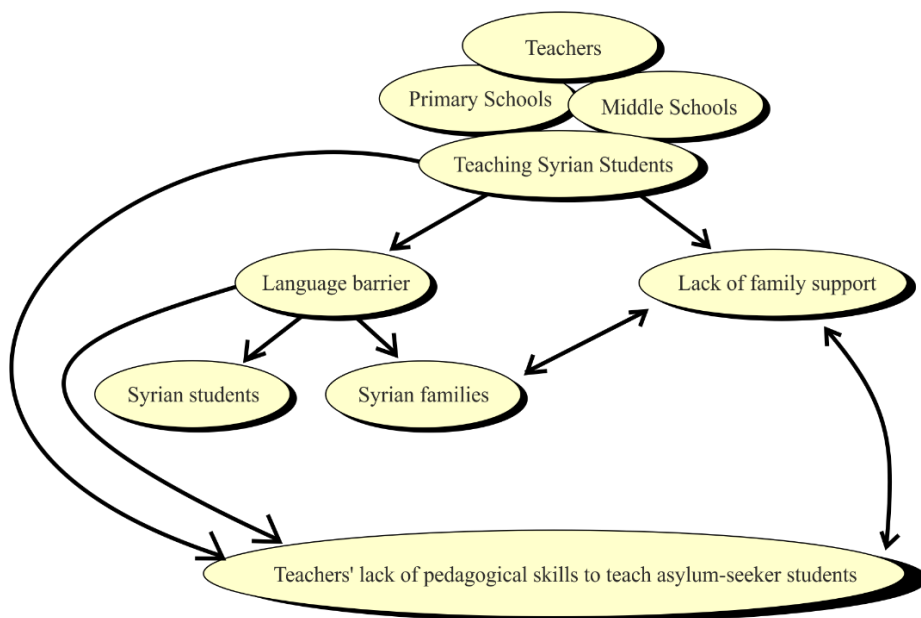 Teachers
Primary Schools
Middle Schools
Teaching Syrian Students
Language barrier
Lack of family support
Syrian students
Syrian families
Teachers' lack of pedagogical skills to teach asylum-seeker students